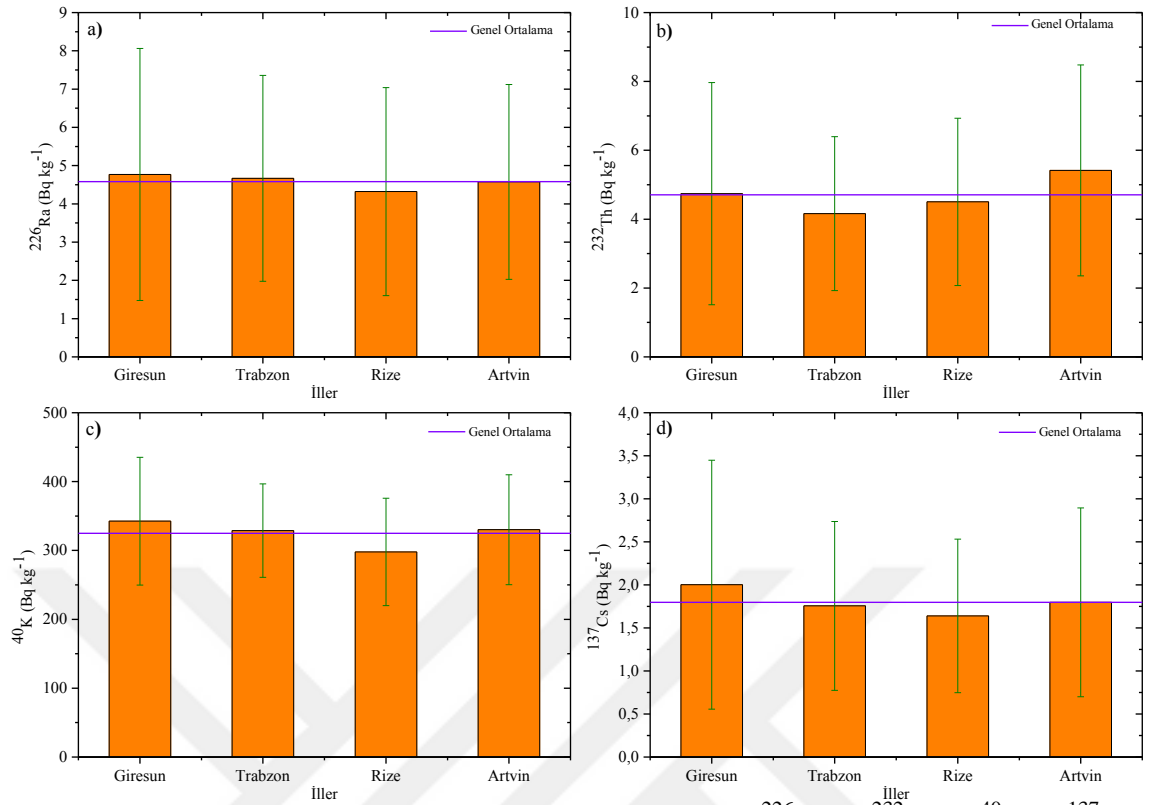 a)
Genel Ortalama
9
8
7
6
5
4
3
2
1
0
²²⁶Ra (Bq kg⁻¹)
Giresun Trabzon Rize Artvin
İller
b)
Genel Ortalama
10
8
6
4
2
0
²³²Th (Bq kg⁻¹)
Giresun Trabzon Rize Artvin
İller
c)
Genel Ortalama
500
400
300
200
100
0
⁴⁰K (Bq kg⁻¹)
Giresun Trabzon Rize Artvin
İller
d)
Genel Ortalama
4,0
3,5
3,0
2,5
2,0
1,5
1,0
0,5
0,0
¹³⁷Cs (Bq kg⁻¹)
Giresun Trabzon Rize Artvin
İller
226 232 40 137